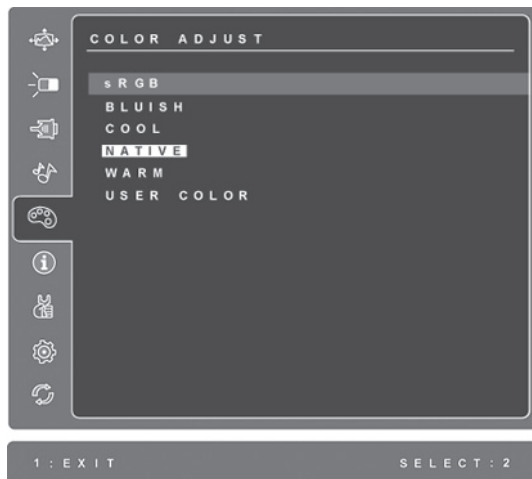 COLOR ADJUST
sRGB
BLUISH
COOL
NATIVE
WARM
USER COLOR
1:EXIT SELECT:2